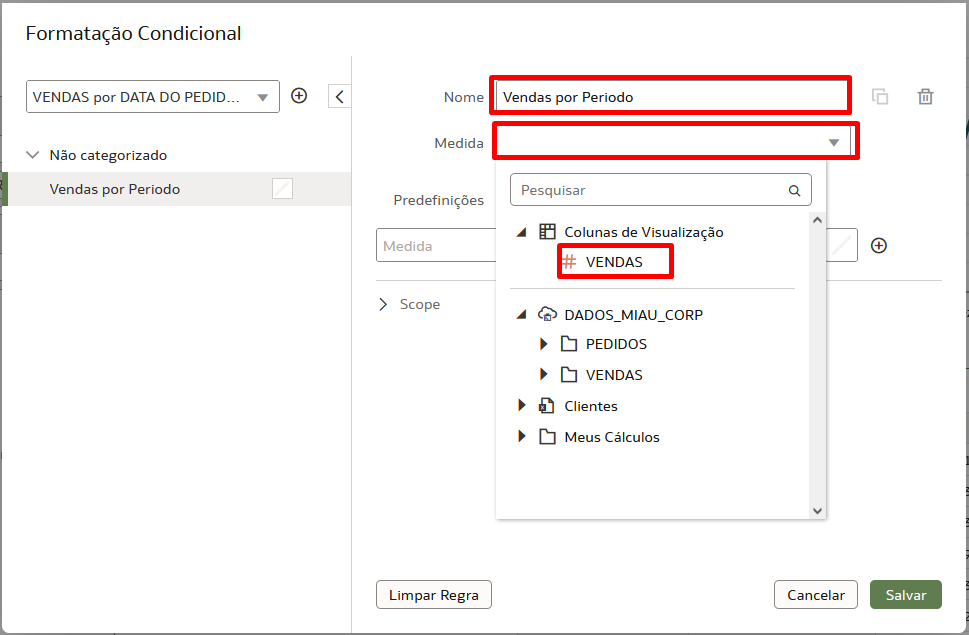 Formatação Condicional
VENDAS por DATA DO PEDID...
Não categorizado
Vendas por Periodo
Nome
Vendas por Periodo
Medida
Predefinições
Medida
Scope
Pesquisar
Colunas de Visualização
VENDAS
DADOS_MIAU_CORP
PEDIDOS
VENDAS
Clientes
Meus Cálculos
Limpar Regra
Cancelar
Salvar